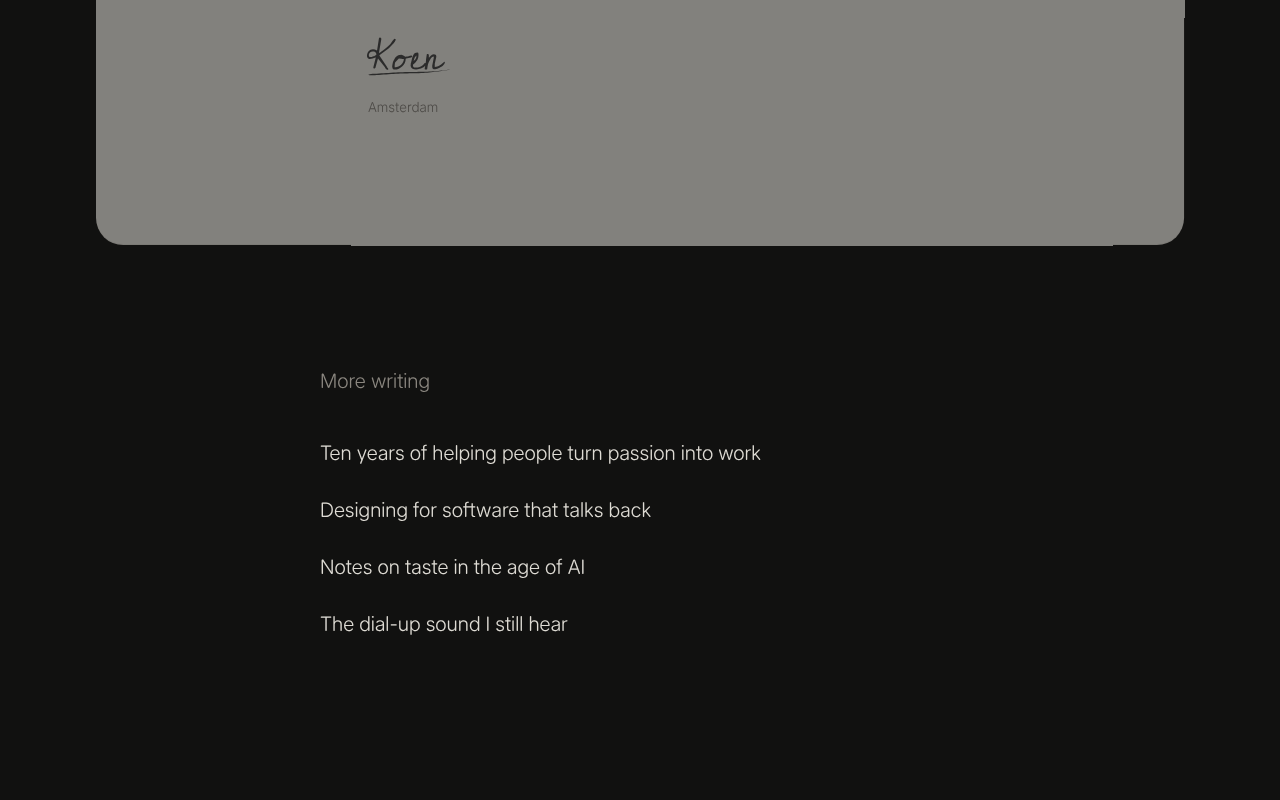 Koen
Amsterdam
More writing
Ten years of helping people turn passion into work
Designing for software that talks back
Notes on taste in the age of AI
The dial-up sound I still hear